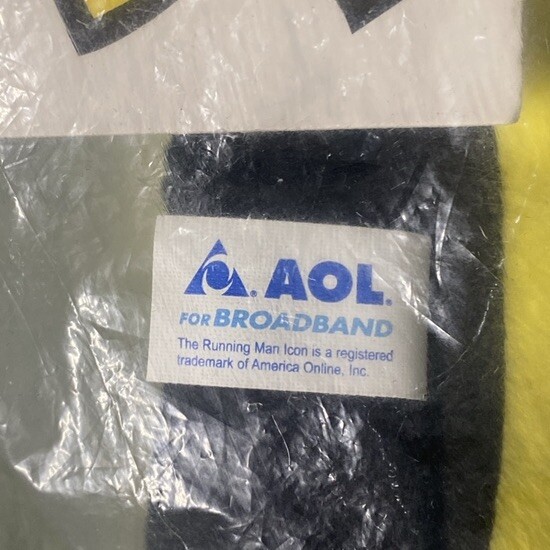 AOL.
FOR BROADBAND
The Running Man Icon is a registered
trademark of America Online, Inc.